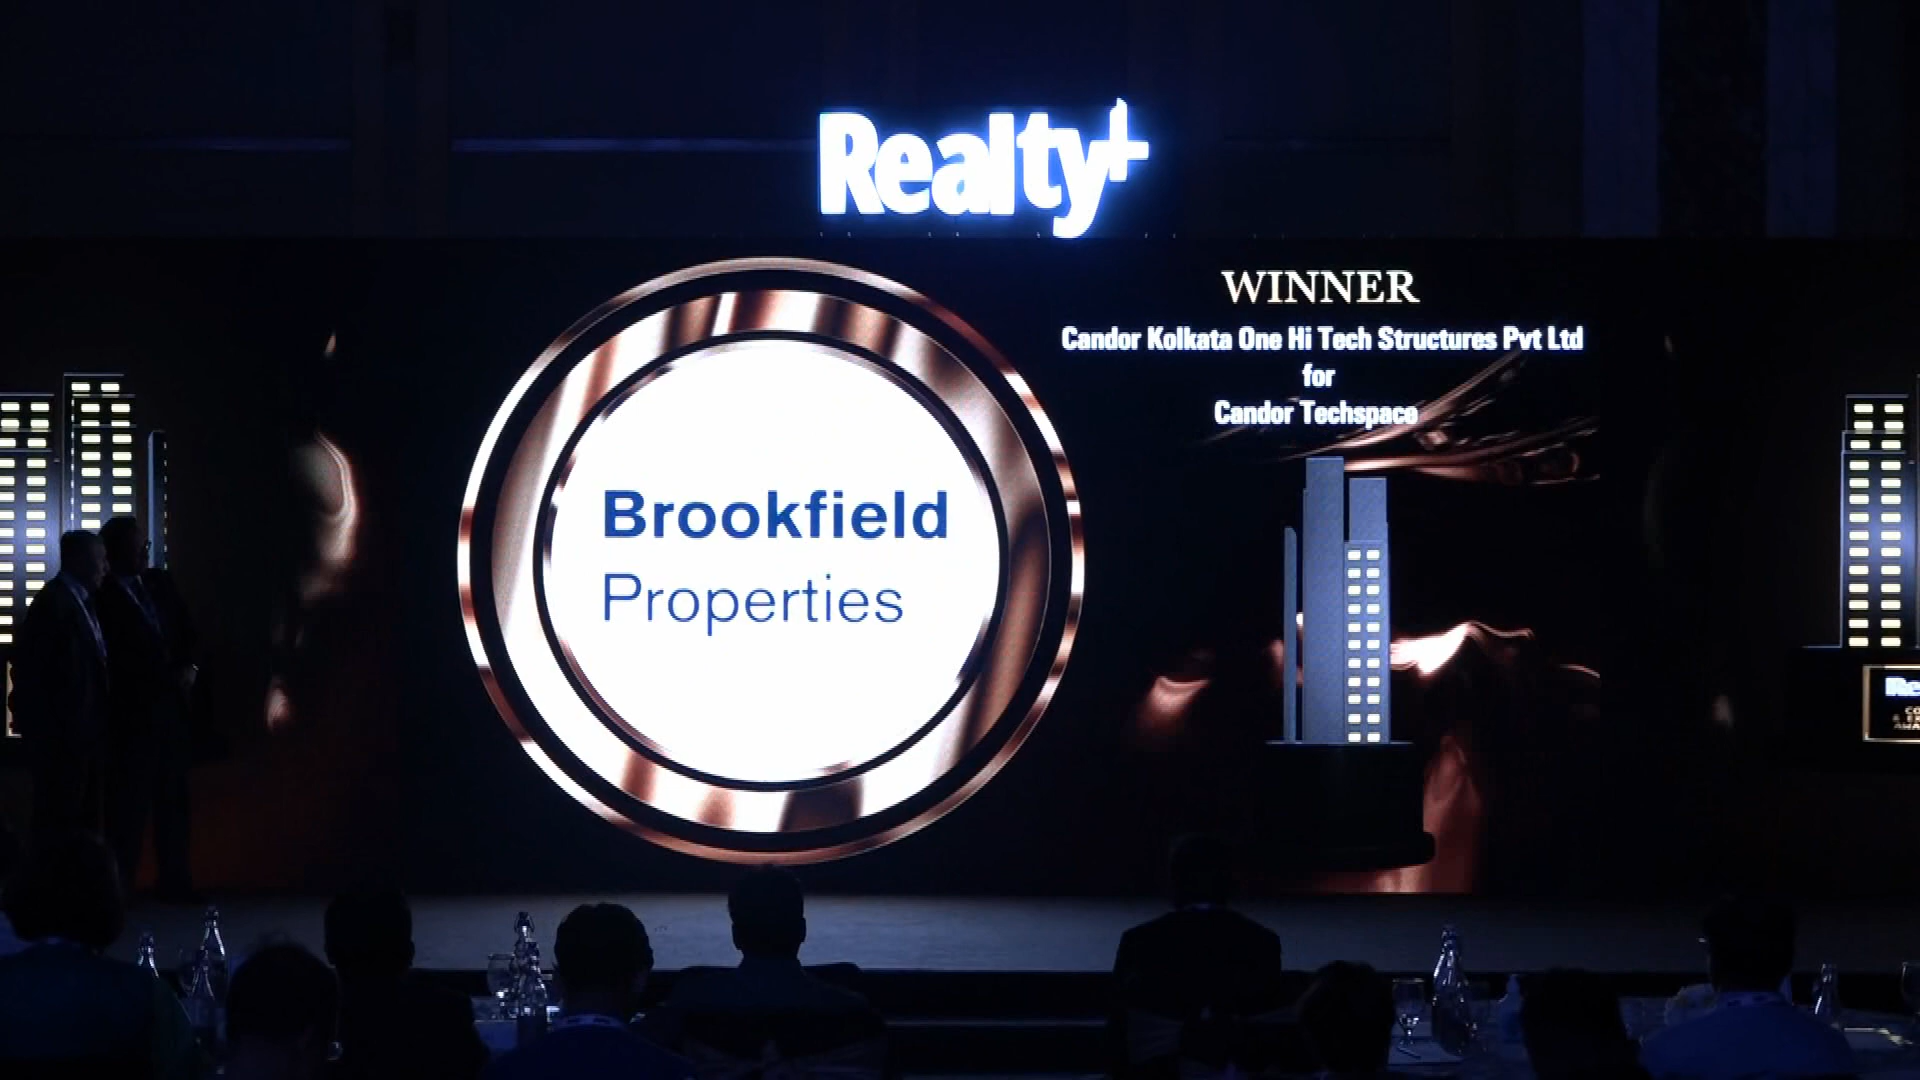 Realty+
WINNER
Candor Kolkata One Hi Tech Structures Pvt Ltd
for
Candor Techspace
Brookfield
Properties